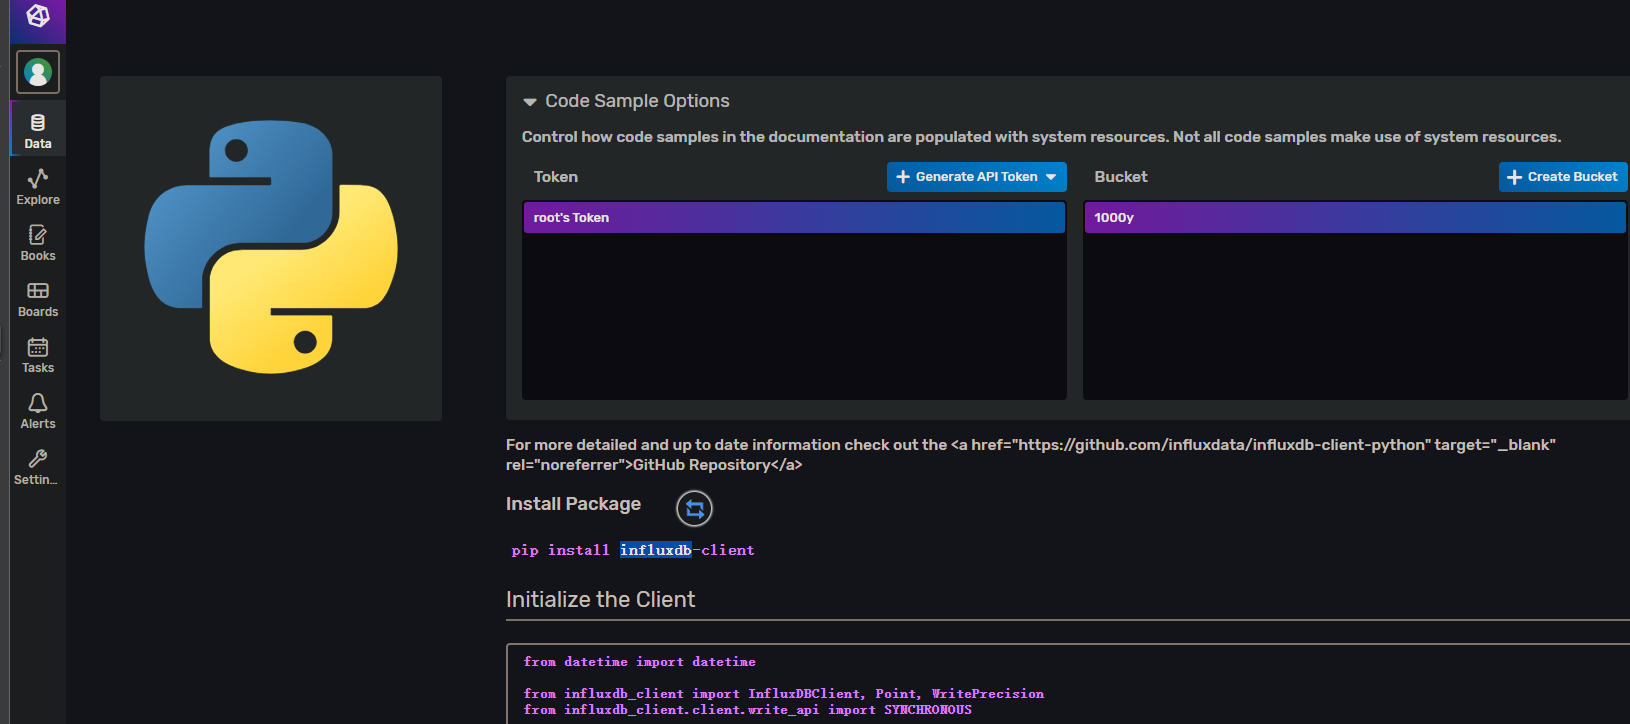 Data
Explore
Books
Boards
Tasks
Alerts
Settin...
Code Sample Options
Control how code samples in the documentation are populated with system resources. Not all code samples make use of system resources.
Token
Generate API Token
Bucket
Create Bucket
root's Token
1000y
For more detailed and up to date information check out the <a href="https://github.com/influxdata/influxdb-client-python" target="_blank"
rel="noreferrer">GitHub Repository</a>
Install Package
pip install influxdb-client
Initialize the Client
from datetime import datetime
from influxdb_client import InfluxDBClient, Point, WritePrecision
from influxdb_client.client.write_api import SYNCHRONOUS